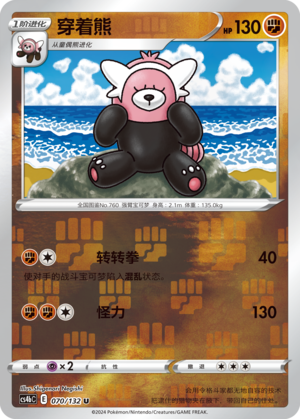 1阶进化
穿着熊
HP 130
从童偶熊进化
全国图鉴No.760 强臂宝可梦 身高：2.1m 体重：135.0kg
转转拳 40
使对手的战斗宝可梦陷入混乱状态。
怪力 130
弱点 ×2 抗性 撤退
Illus. Shigenori Negishi
CS4bC E 070/132 U
©2024 Pokémon/Nintendo/Creatures/GAME FREAK.